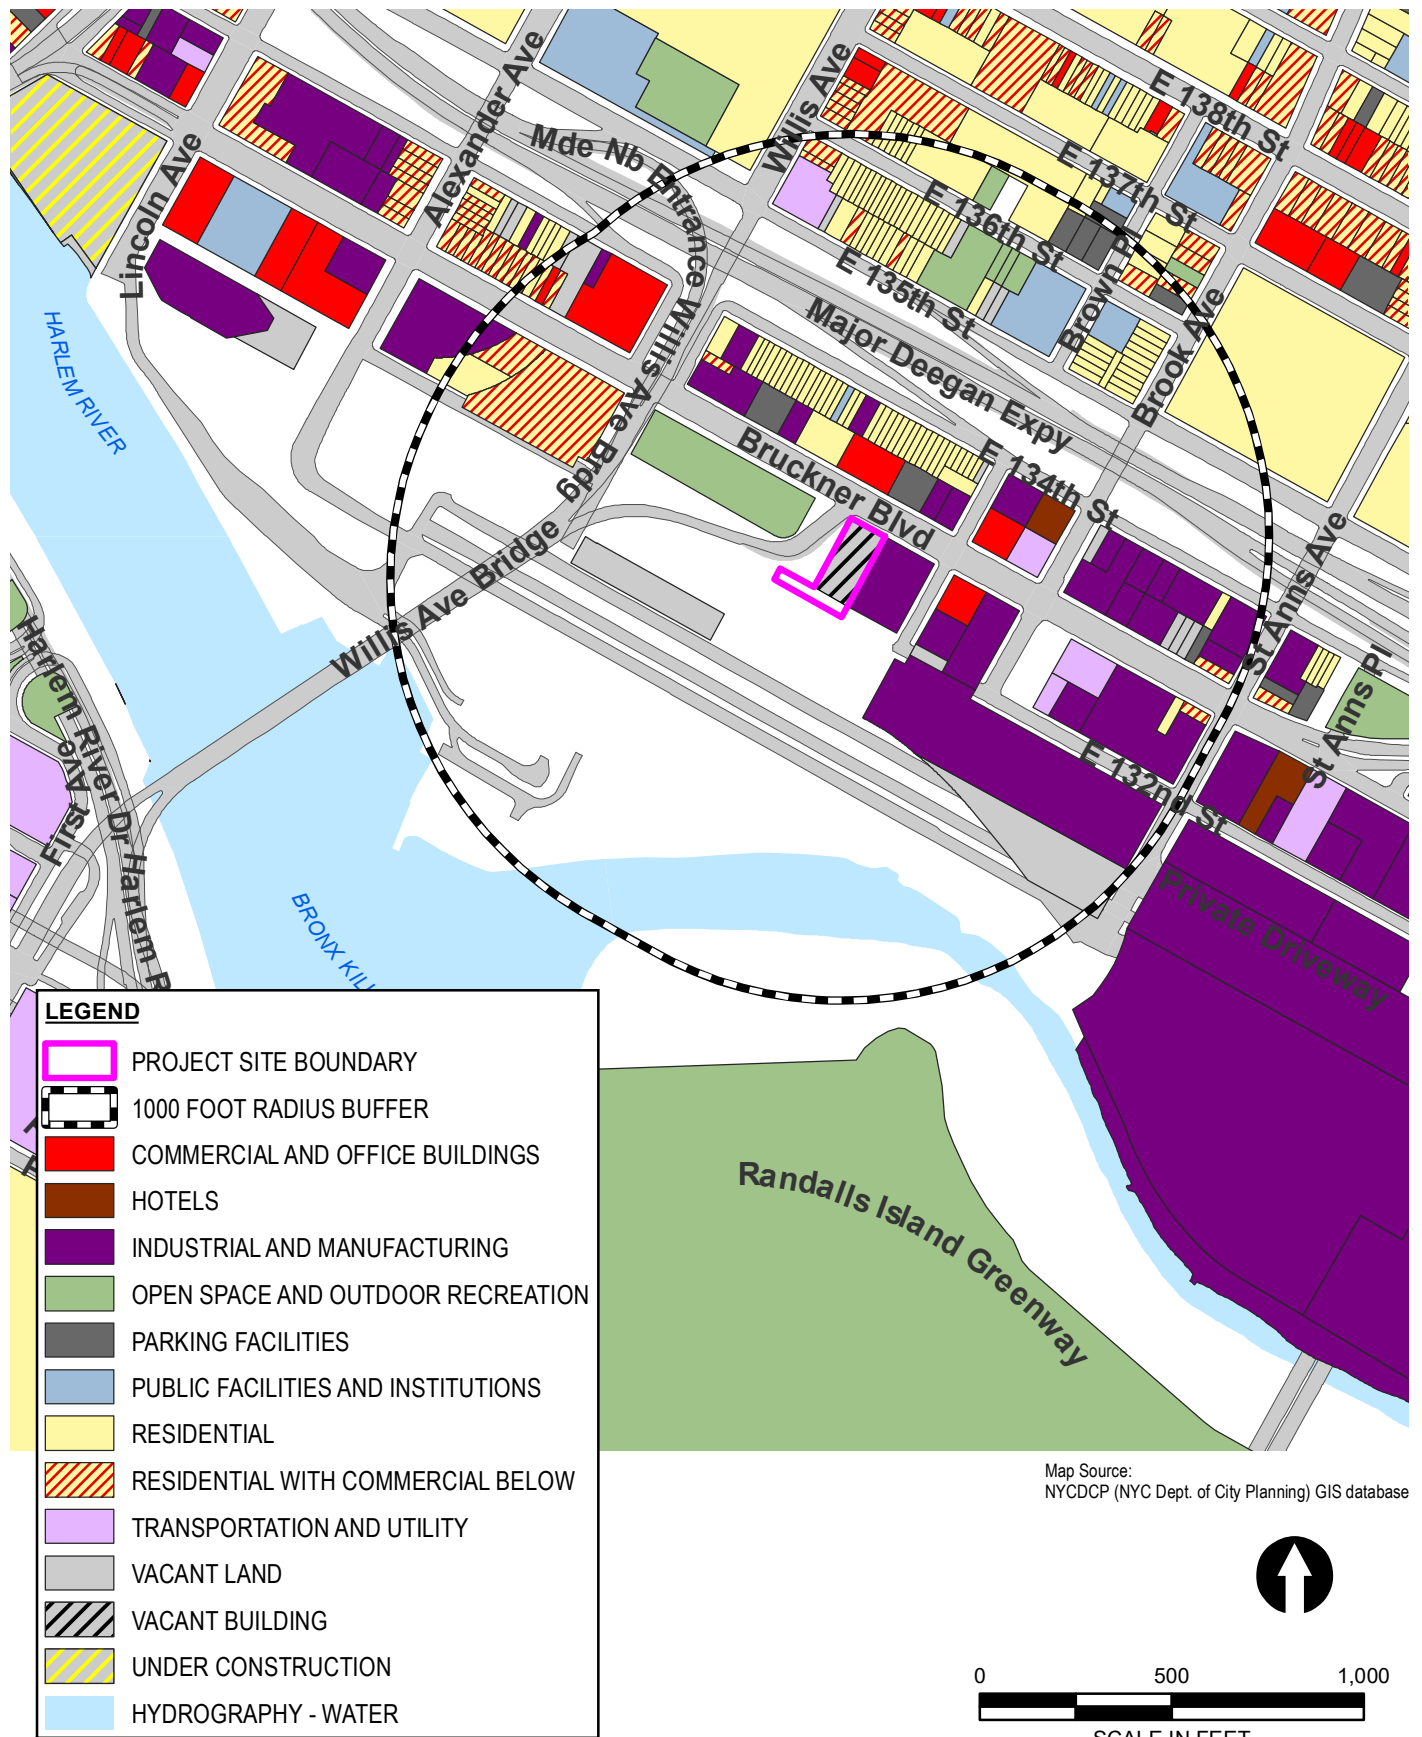 E 138th St
Willis Ave
Alexander Ave
Mde Nb Entrance Willis Ave Brdg
E 137th St
Lincoln Ave
E 136th St
Brown Pl
E 135th St
Brook Ave
Major Deegan Expy
HARLEM RIVER
Bruckner Blvd
E 134th St
St Anns Ave
Willis Ave Bridge
Harlem River Dr Harlem R
St Anns Pl
First Ave
E 132nd St
Private Driveway
BRONX KILL
Randalls Island Greenway
LEGEND
PROJECT SITE BOUNDARY
1000 FOOT RADIUS BUFFER
COMMERCIAL AND OFFICE BUILDINGS
HOTELS
INDUSTRIAL AND MANUFACTURING
OPEN SPACE AND OUTDOOR RECREATION
PARKING FACILITIES
PUBLIC FACILITIES AND INSTITUTIONS
RESIDENTIAL
RESIDENTIAL WITH COMMERCIAL BELOW
TRANSPORTATION AND UTILITY
VACANT LAND
VACANT BUILDING
UNDER CONSTRUCTION
HYDROGRAPHY - WATER
Map Source:
NYCDCP (NYC Dept. of City Planning) GIS database
0 500 1,000
SCALE IN FEET